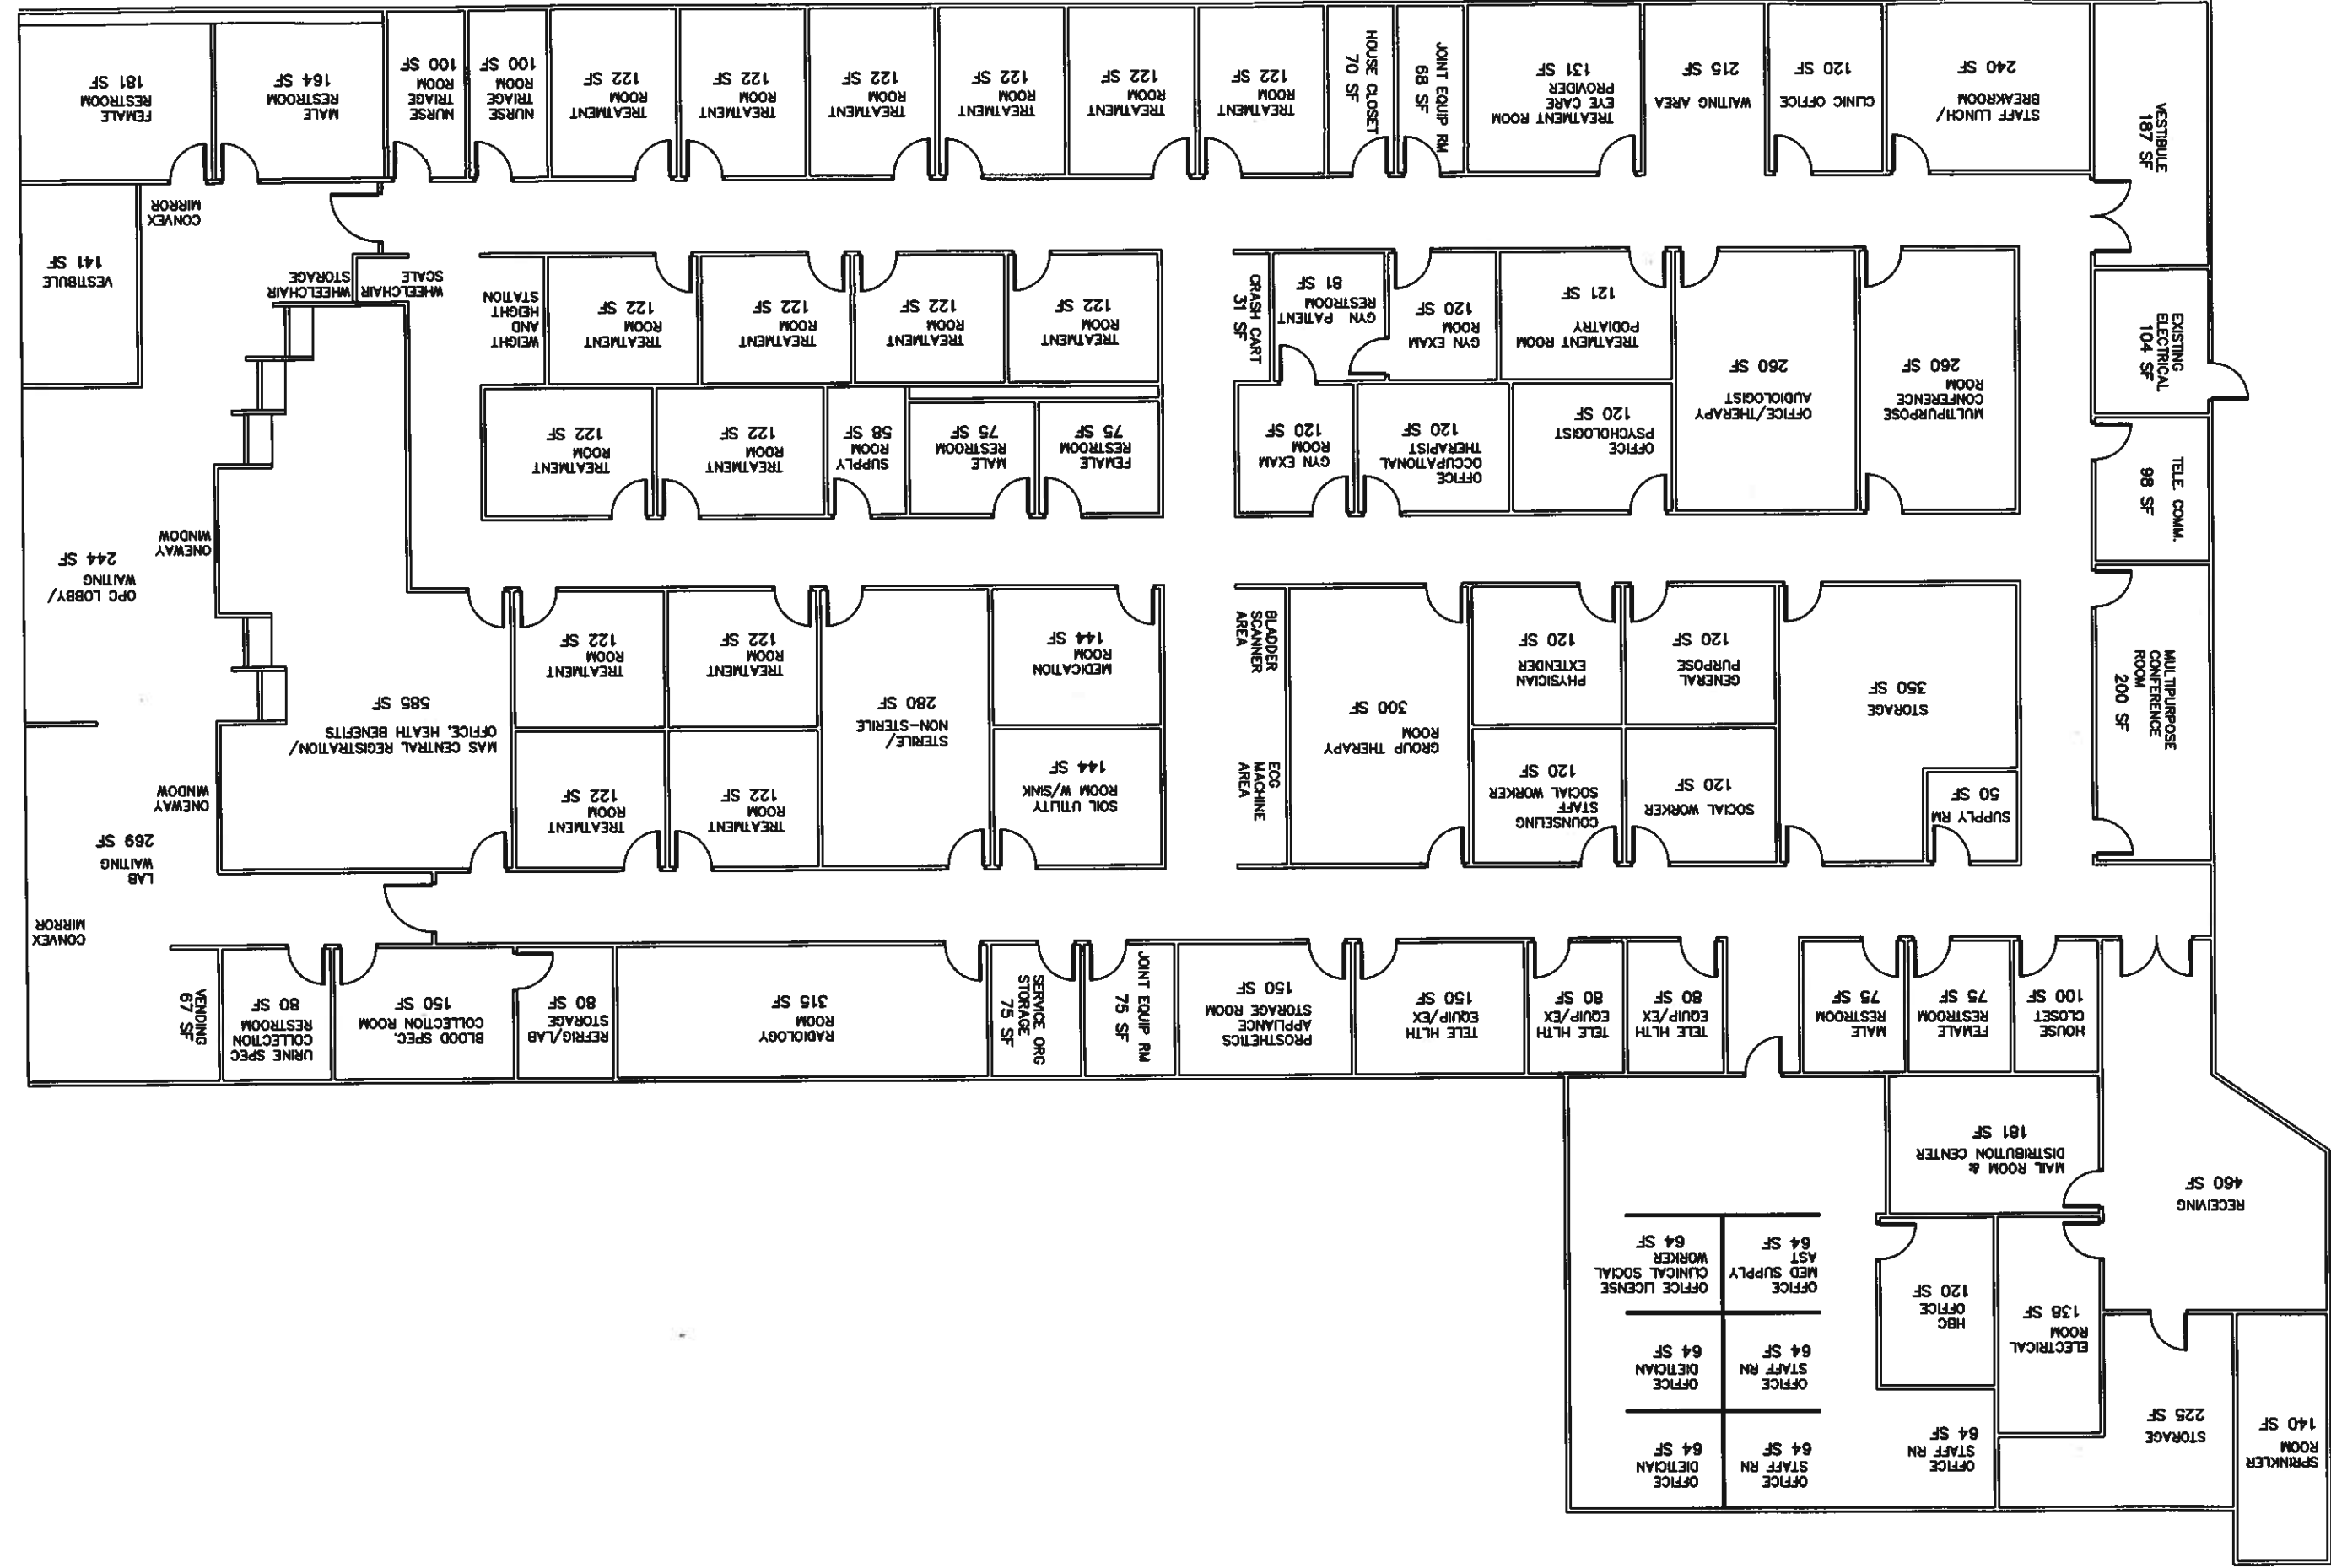 FEMALE
RESTROOM
181 SF
MALE
RESTROOM
164 SF
NURSE
TRIAGE
ROOM
100 SF
NURSE
TRIAGE
ROOM
100 SF
TREATMENT
ROOM
122 SF
TREATMENT
ROOM
122 SF
TREATMENT
ROOM
122 SF
TREATMENT
ROOM
122 SF
TREATMENT
ROOM
122 SF
TREATMENT
ROOM
122 SF
HOUSE CLOSET
70 SF
JOINT EQUIP RM
68 SF
TREATMENT ROOM
EYE CARE
PROVIDER
131 SF
WAITING AREA
215 SF
CLINIC OFFICE
120 SF
STAFF LUNCH/
BREAKROOM
240 SF
VESTIBULE
187 SF
CONVEX
MIRROR
VESTIBULE
141 SF
WHEELCHAIR
STORAGE
WHEELCHAIR
SCALE
WEIGHT
AND
HEIGHT
STATION
TREATMENT
ROOM
122 SF
TREATMENT
ROOM
122 SF
TREATMENT
ROOM
122 SF
TREATMENT
ROOM
122 SF
CRASH CART
31 SF
GYN PATIENT
RESTROOM
81 SF
GYN EXAM
ROOM
120 SF
PODIATRY
TREATMENT ROOM
121 SF
OFFICE/THERAPY
AUDIOLOGIST
260 SF
MULTIPURPOSE
CONFERENCE
ROOM
260 SF
EXISTING
ELECTRICAL
104 SF
TREATMENT
ROOM
122 SF
TREATMENT
ROOM
122 SF
SUPPLY
ROOM
58 SF
MALE
RESTROOM
75 SF
FEMALE
RESTROOM
75 SF
GYN EXAM
ROOM
120 SF
OFFICE
OCCUPATIONAL
THERAPIST
120 SF
OFFICE
PSYCHOLOGIST
120 SF
TELE. COMM.
98 SF
OPC LOBBY/
WAITING
244 SF
ONEWAY
WINDOW
MAS CENTRAL REGISTRATION/
OFFICE, HEATH BENEFITS
585 SF
TREATMENT
ROOM
122 SF
TREATMENT
ROOM
122 SF
STERILE/
NON-STERILE
280 SF
MEDICATION
ROOM
144 SF
BLADDER
SCANNER
AREA
GROUP THERAPY
ROOM
300 SF
PHYSICIAN
EXTENDER
120 SF
GENERAL
PURPOSE
120 SF
STORAGE
350 SF
MULTIPURPOSE
CONFERENCE
ROOM
200 SF
ONEWAY
WINDOW
LAB
WAITING
269 SF
TREATMENT
ROOM
122 SF
TREATMENT
ROOM
122 SF
SOIL UTILITY
ROOM W/SINK
144 SF
ECG
MACHINE
AREA
COUNSELING
STAFF
SOCIAL WORKER
120 SF
SOCIAL WORKER
120 SF
SUPPLY RM
50 SF
CONVEX
MIRROR
VENDING
67 SF
URINE SPEC
COLLECTION
RESTROOM
80 SF
BLOOD SPEC.
COLLECTION ROOM
150 SF
REFRIG/LAB
STORAGE
80 SF
RADIOLOGY
ROOM
315 SF
SERVICE ORG
STORAGE
75 SF
JOINT EQUIP RM
75 SF
PROSTHETICS
APPLIANCE
STORAGE ROOM
150 SF
TELE HLTH
EQUIP/EX
150 SF
TELE HLTH
EQUIP/EX
80 SF
TELE HLTH
EQUIP/EX
80 SF
MALE
RESTROOM
75 SF
FEMALE
RESTROOM
75 SF
HOUSE
CLOSET
100 SF
MAIL ROOM &
DISTRIBUTION CENTER
181 SF
RECEIVING
460 SF
OFFICE LICENSE
CLINICAL SOCIAL
WORKER
64 SF
OFFICE
MED SUPPLY
AST
64 SF
HBC
OFFICE
120 SF
ELECTRICAL
ROOM
138 SF
OFFICE
DIETICIAN
64 SF
OFFICE
STAFF RN
64 SF
OFFICE
DIETICIAN
64 SF
OFFICE
STAFF RN
64 SF
OFFICE
STAFF RN
64 SF
STORAGE
225 SF
SPRINKLER
ROOM
140 SF